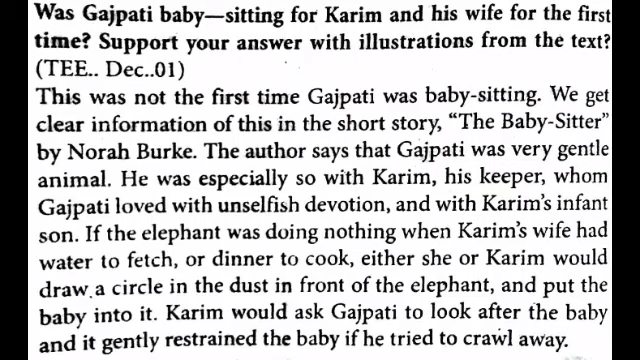 Was Gajpati baby—sitting for Karim and his wife for the first
time? Support your answer with illustrations from the text?
(TEE.. Dec..01)
This was not the first time Gajpati was baby-sitting. We get
clear information of this in the short story, "The Baby-Sitter"
by Norah Burke. The author says that Gajpati was very gentle
animal. He was especially so with Karim, his keeper, whom
Gajpati loved with unselfish devotion, and with Karim's infant
son. If the elephant was doing nothing when Karim's wife had
water to fetch, or dinner to cook, either she or Karim would
draw a circle in the dust in front of the elephant, and put the
baby into it. Karim would ask Gajpati to look after the baby
and it gently restrained the baby if he tried to crawl away.